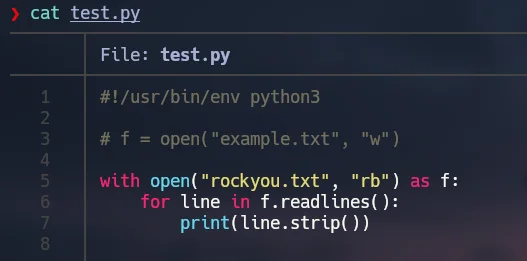 ❯ cat test.py
File: test.py
1 #!/usr/bin/env python3
2
3 # f = open("example.txt", "w")
4
5 with open("rockyou.txt", "rb") as f:
6     for line in f.readlines():
7         print(line.strip())
8